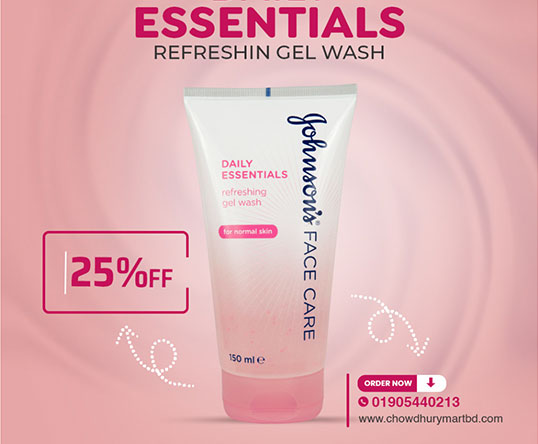 ESSENTIALS
REFRESHIN GEL WASH
Johnson's® FACE CARE
DAILY
ESSENTIALS
refreshing
gel wash
for normal skin
150 ml e
25%OFF
ORDER NOW
01905440213
www.chowdhurymartbd.com